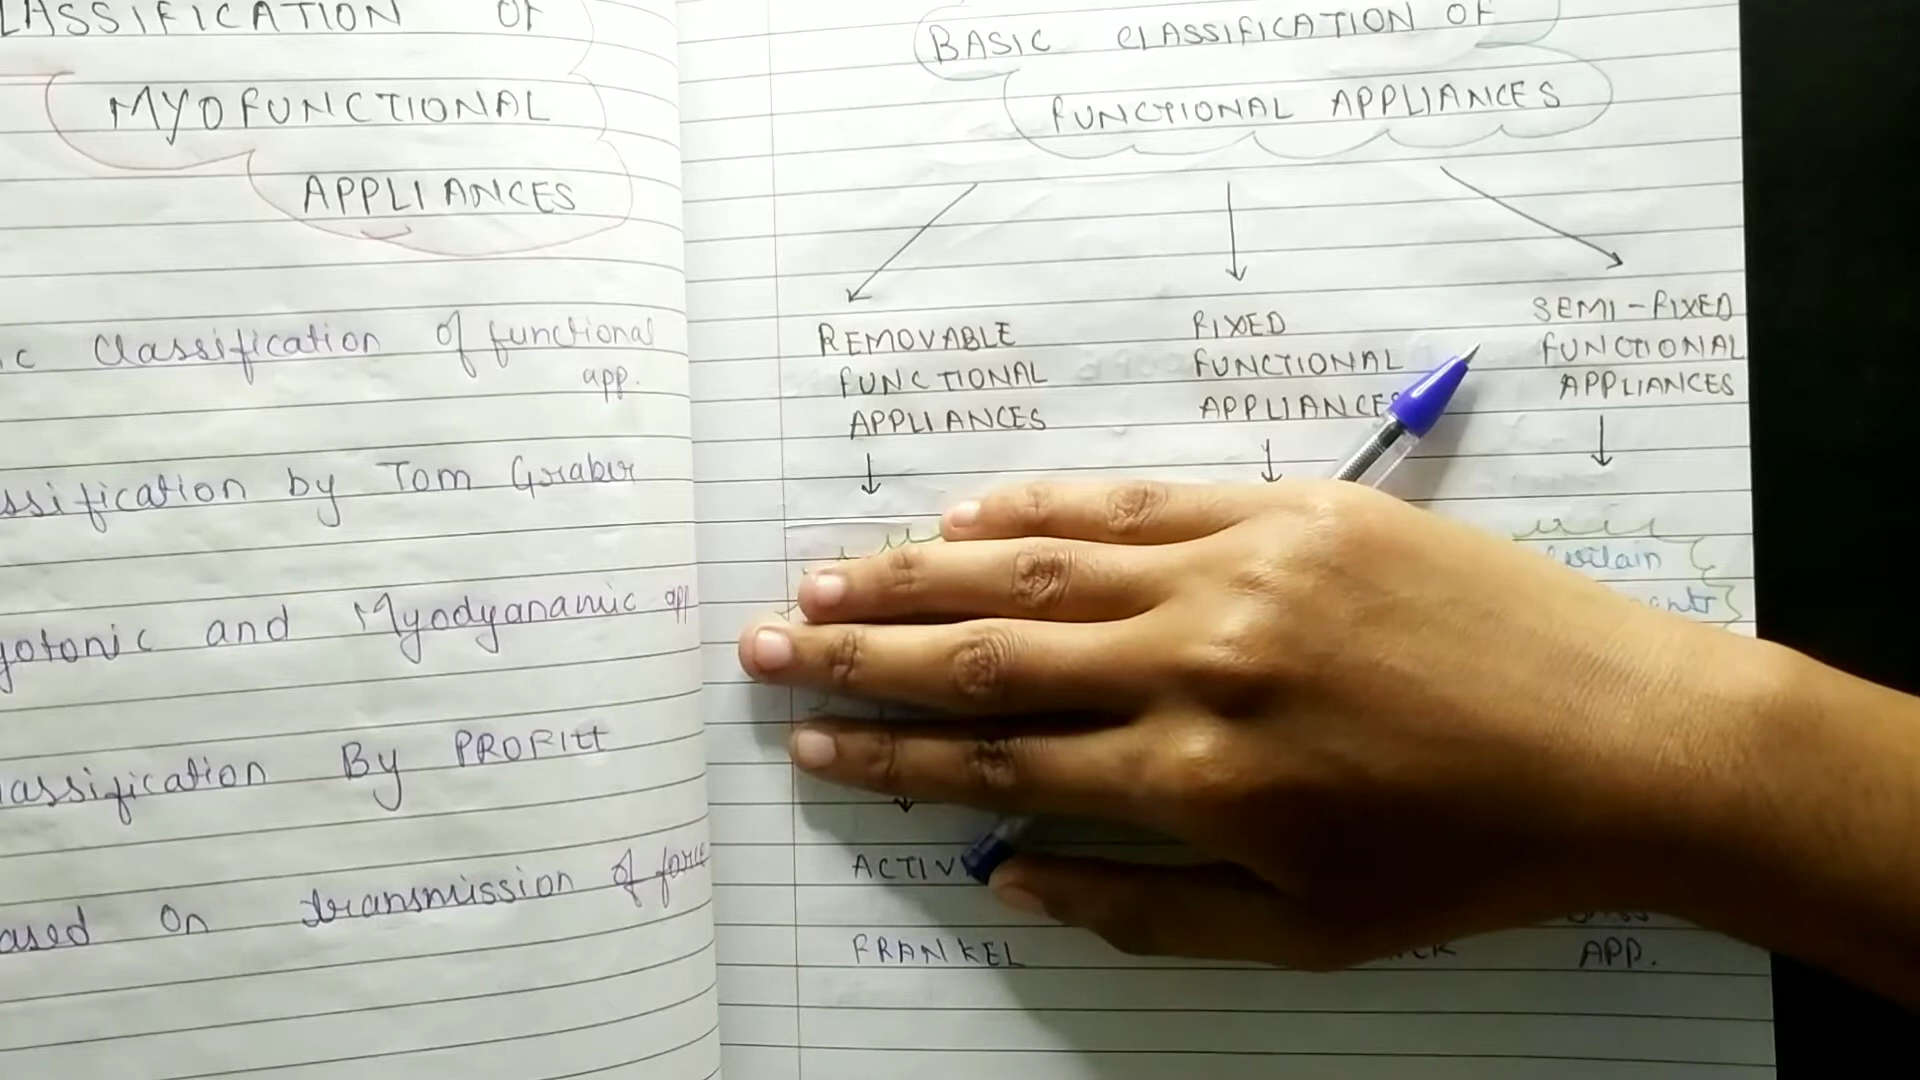 LASSIFICATION OF
MYOFUNCTIONAL
APPLIANCES
c Classification of functional
app.
ssification by Tom Graber
yotonic and Myodyanamic app
lassification By PROFITT
ased On transmission of force
BASIC CLASSIFICATION OF
FUNCTIONAL APPLIANCES
REMOVABLE
FUNCTIONAL
APPLIANCES
FIXED
FUNCTIONAL
APPLIANCES
SEMI-FIXED
FUNCTIONAL
APPLIANCES
ACTIV
FRANKEL
APP.